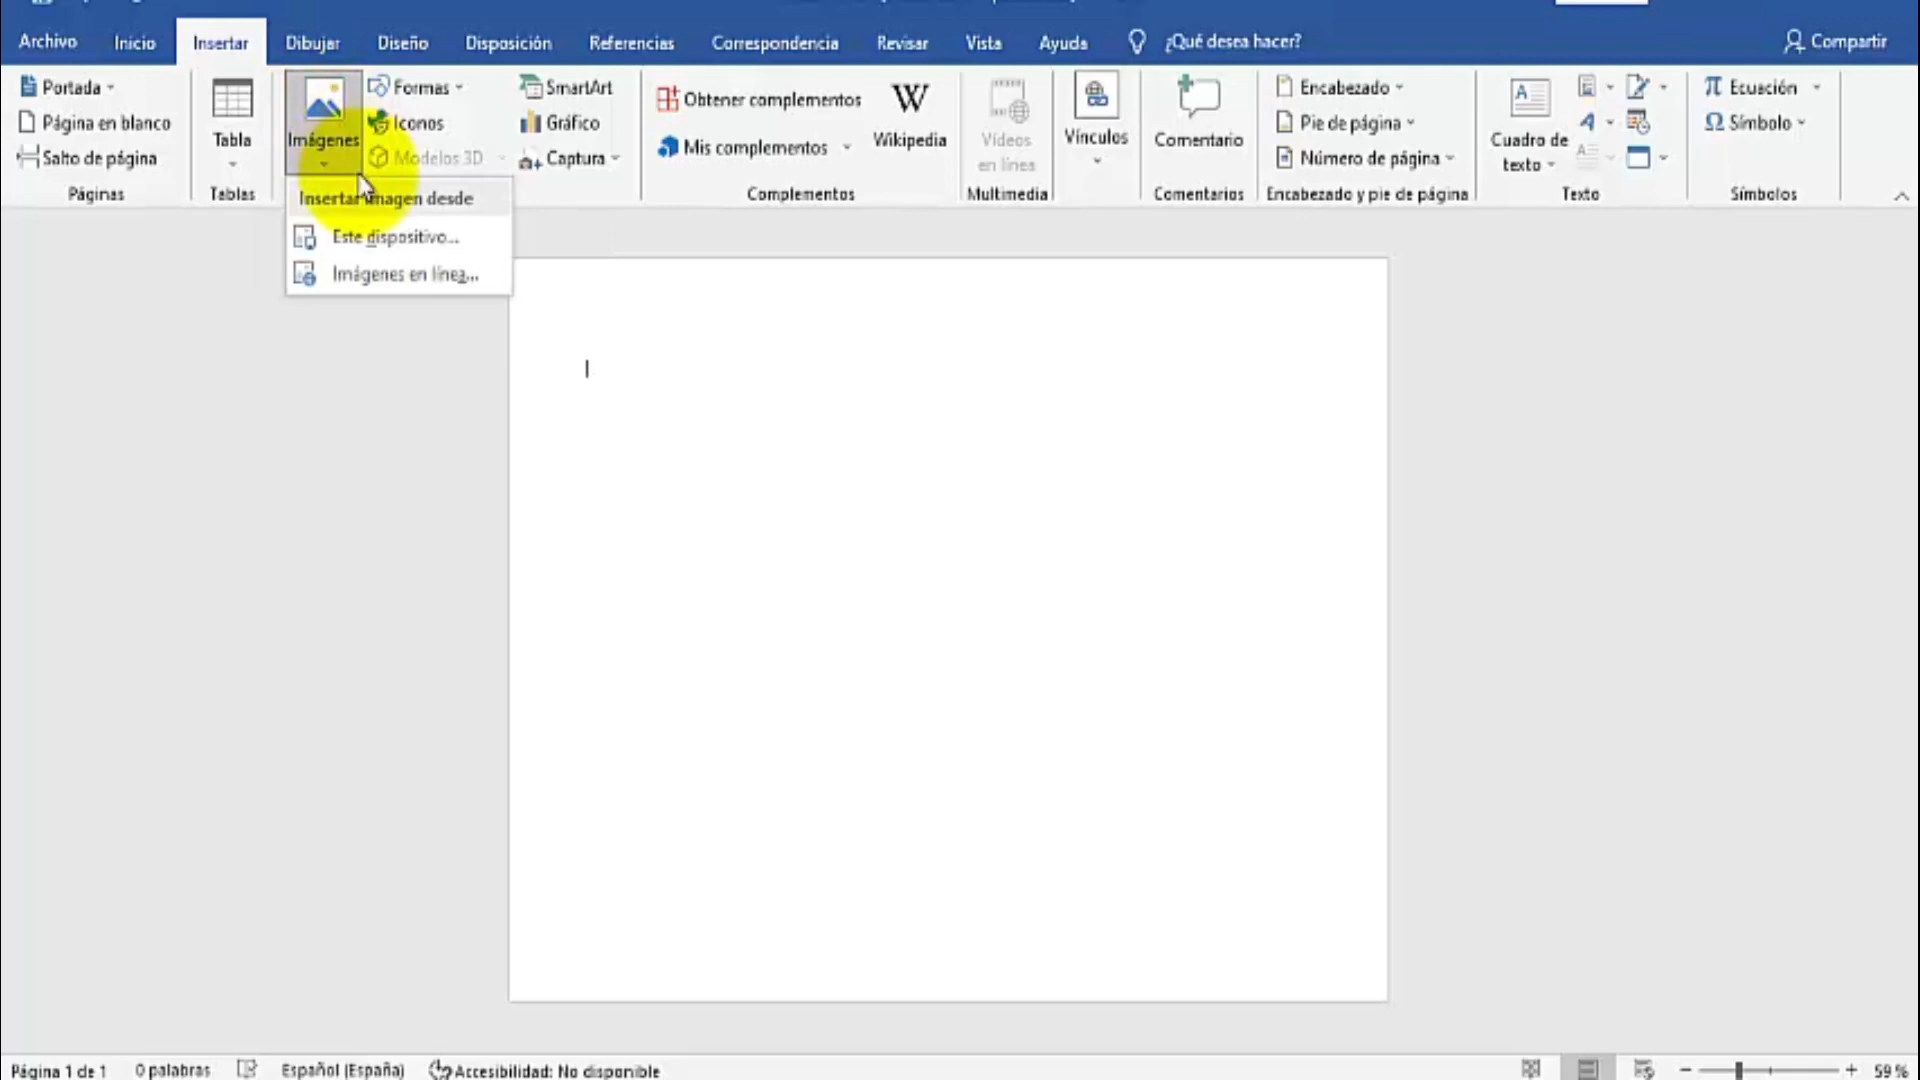 Archivo Inicio Insertar Dibujar Diseño Disposición Referencias Correspondencia Revisar Vista Ayuda ¿Qué desea hacer? Compartir
Portada
Página en blanco
Salto de página
Páginas
Tabla
Tablas
Imágenes
Formas
Iconos
Modelos 3D
SmartArt
Gráfico
Captura
Obtener complementos
Mis complementos
Wikipedia
Complementos
Vídeos
en línea
Multimedia
Vínculos
Comentario
Comentarios
Encabezado
Pie de página
Número de página
Encabezado y pie de página
Cuadro de
texto
Texto
Ecuación
Símbolo
Símbolos
Insertar imagen desde
Este dispositivo...
Imágenes en línea...
Página 1 de 1 0 palabras Español (España) Accesibilidad: No disponible 59 %